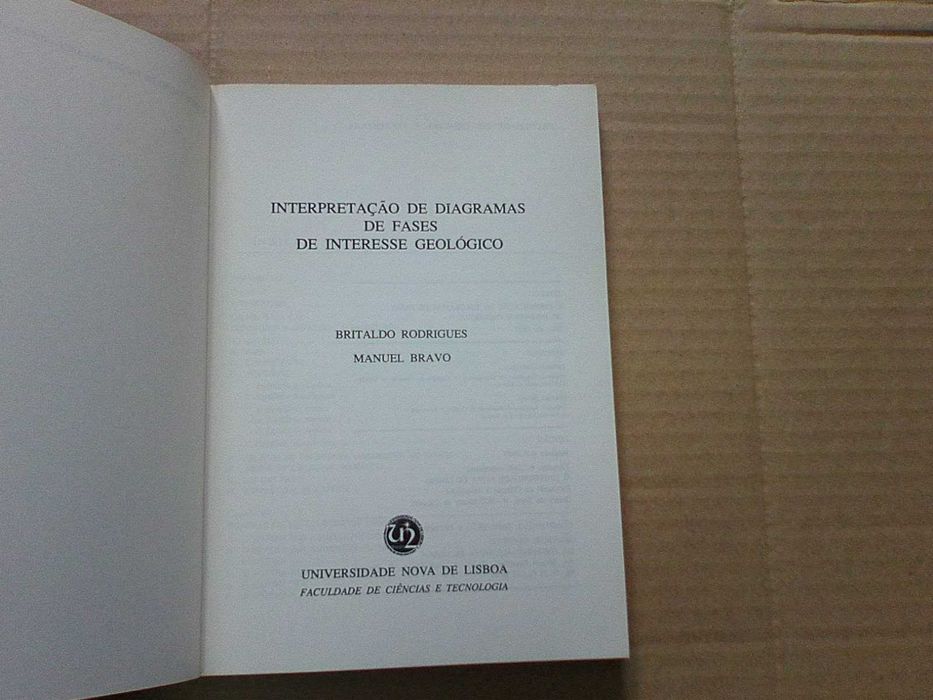 INTERPRETAÇÃO DE DIAGRAMAS
DE FASES
DE INTERESSE GEOLÓGICO
BRITALDO RODRIGUES
MANUEL BRAVO
UNIVERSIDADE NOVA DE LISBOA
FACULDADE DE CIÊNCIAS E TECNOLOGIA